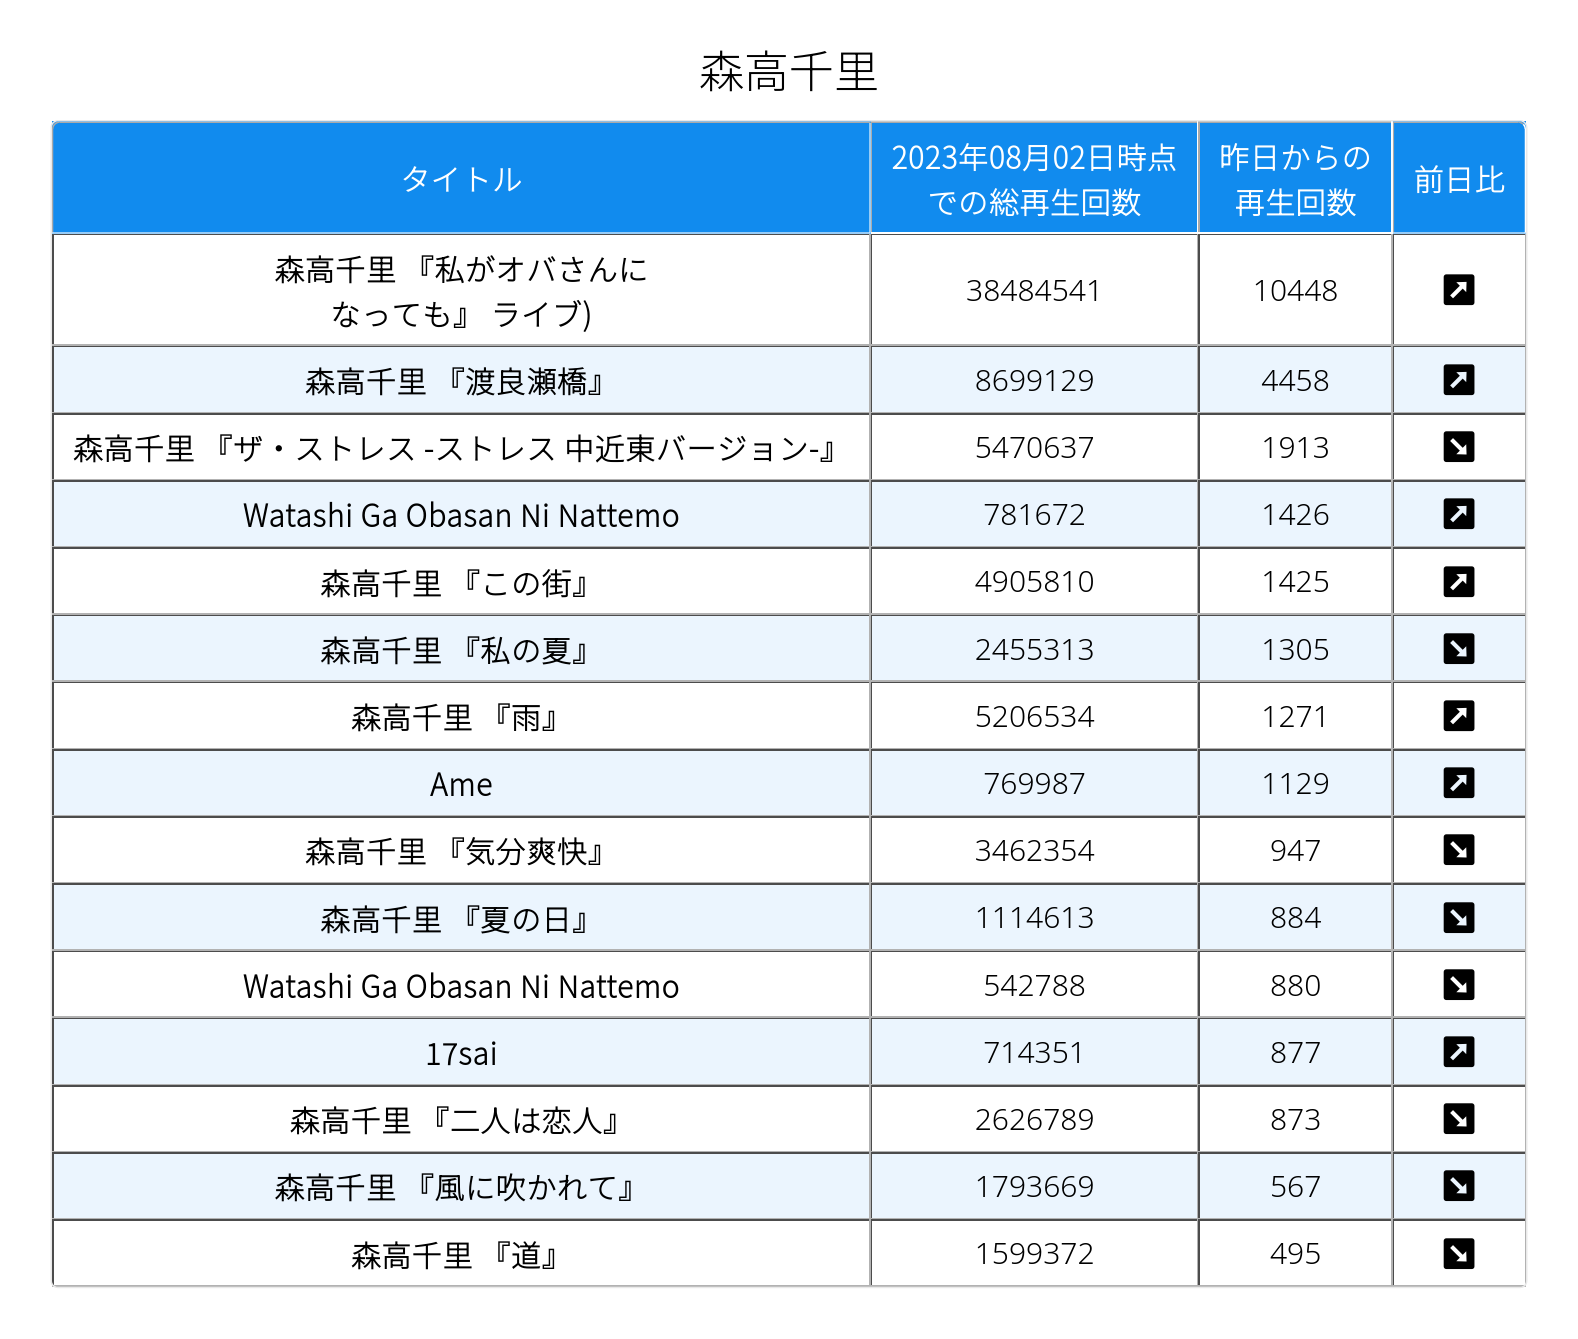 森高千里
タイトル
2023年08月02日時点
での総再生回数
昨日からの
再生回数
前日比
森高千里 『私がオバさんに
なっても』 ライブ)
38484541
10448
森高千里 『渡良瀬橋』
8699129
4458
森高千里 『ザ・ストレス -ストレス 中近東バージョン-』
5470637
1913
Watashi Ga Obasan Ni Nattemo
781672
1426
森高千里 『この街』
4905810
1425
森高千里 『私の夏』
2455313
1305
森高千里 『雨』
5206534
1271
Ame
769987
1129
森高千里 『気分爽快』
3462354
947
森高千里 『夏の日』
1114613
884
Watashi Ga Obasan Ni Nattemo
542788
880
17sai
714351
877
森高千里 『二人は恋人』
2626789
873
森高千里 『風に吹かれて』
1793669
567
森高千里 『道』
1599372
495